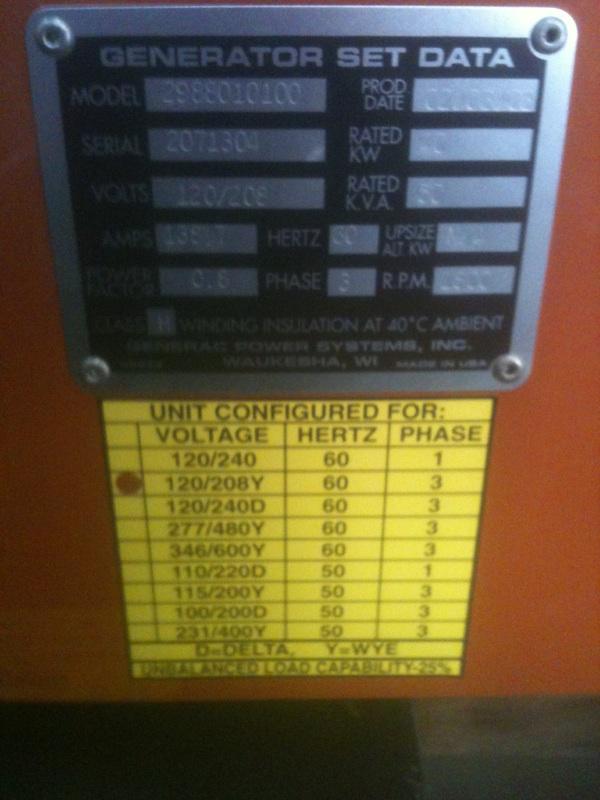 GENERATOR SET DATA
MODEL 2988010100 PROD. DATE
SERIAL 2071304 RATED KW
VOLTS 120/208 RATED K.V.A.
AMPS HERTZ 60 UPSIZE ALT. KW
POWER FACTOR 0.8 PHASE 3 R.P.M. 1800
CLASS H WINDING INSULATION AT 40°C AMBIENT
GENERAC POWER SYSTEMS, INC.
WAUKESHA, WI MADE IN USA
UNIT CONFIGURED FOR:
VOLTAGE HERTZ PHASE
120/240 60 1
120/208Y 60 3
120/240D 60 3
277/480Y 60 3
346/600Y 60 3
110/220D 50 1
115/200Y 50 3
100/200D 50 3
231/400Y 50 3
D=DELTA, Y=WYE
UNBALANCED LOAD CAPABILITY-25%